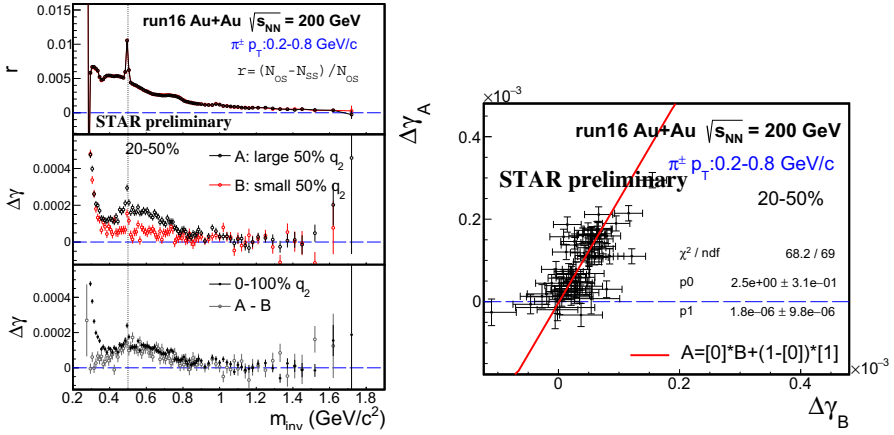 run16 Au+Au √s_NN = 200 GeV
π± p_T:0.2-0.8 GeV/c
r=(N_OS-N_SS)/N_OS
STAR preliminary
r
0.015
0.01
0.005
0
20-50%
A: large 50% q_2
B: small 50% q_2
Δγ
0.0004
0.0002
0
0-100% q_2
A - B
Δγ
0.0004
0.0002
0
0.2 0.4 0.6 0.8 1 1.2 1.4 1.6 1.8
m_inv (GeV/c²)
×10⁻³
Δγ_A
run16 Au+Au √s_NN = 200 GeV
π± p_T:0.2-0.8 GeV/c
STAR preliminary
20-50%
χ² / ndf 68.2 / 69
p0 2.5e+00 ± 3.1e−01
p1 1.8e−06 ± 9.8e−06
A=[0]*B+(1-[0])*[1]
0.4
0.2
0
0 0.2 0.4
×10⁻³
Δγ_B